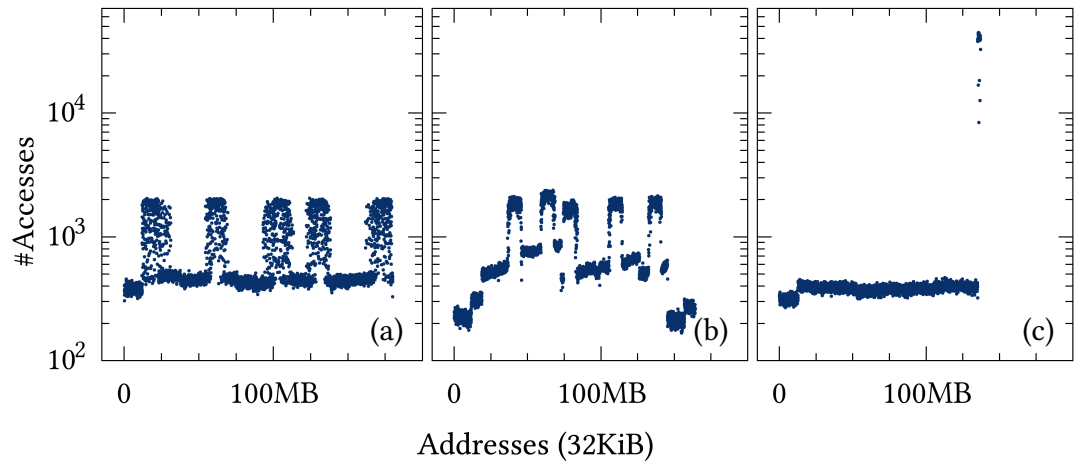 10^4
10^3
10^2
#Accesses
(a)
(b)
(c)
0
100MB
0
100MB
0
100MB
Addresses (32KiB)